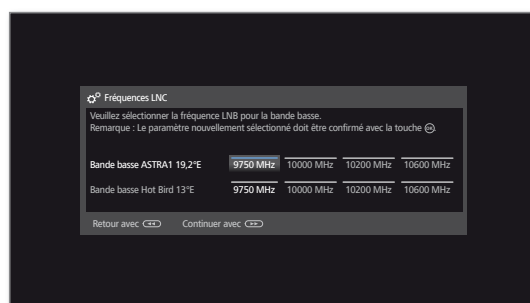 Fréquences LNC
Veuillez sélectionner la fréquence LNB pour la bande basse.
Remarque : Le paramètre nouvellement sélectionné doit être confirmé avec la touche OK.
Bande basse ASTRA1 19,2°E 9750 MHz 10000 MHz 10200 MHz 10600 MHz
Bande basse Hot Bird 13°E 9750 MHz 10000 MHz 10200 MHz 10600 MHz
Retour avec Continuer avec